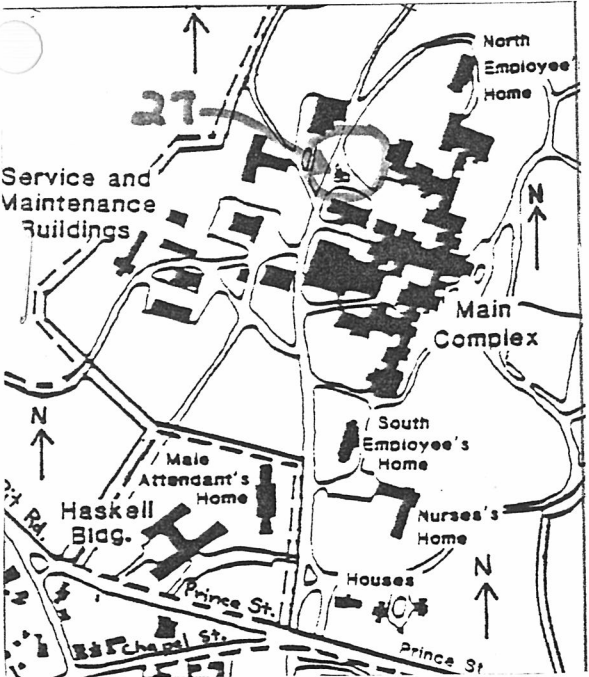 North
Employee'
Home
27
Service and
Maintenance
Buildings
N
Main
Complex
N
South
Employee's
Home
Male
Attendant's
Home
Haskell
Bldg.
Nurses's
Home
Rd.
N
Houses
Prince St.
Chapel St.
Prince St